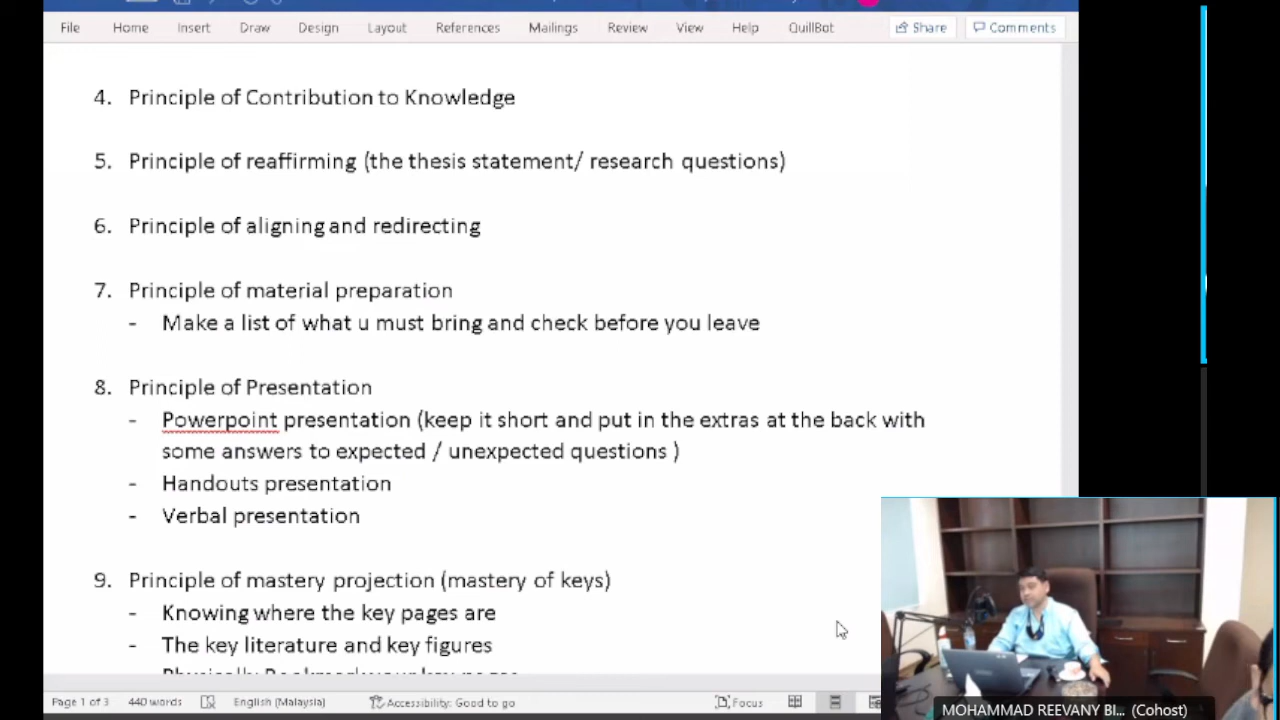 File Home Insert Draw Design Layout References Mailings Review View Help QuillBot Share Comments
4. Principle of Contribution to Knowledge
5. Principle of reaffirming (the thesis statement/ research questions)
6. Principle of aligning and redirecting
7. Principle of material preparation
- Make a list of what u must bring and check before you leave
8. Principle of Presentation
- Powerpoint presentation (keep it short and put in the extras at the back with
some answers to expected / unexpected questions )
- Handouts presentation
- Verbal presentation
9. Principle of mastery projection (mastery of keys)
- Knowing where the key pages are
- The key literature and key figures
Page 1 of 3 440 words English (Malaysia) Accessibility: Good to go Focus
MOHAMMAD REEVANY BI... (Cohost)